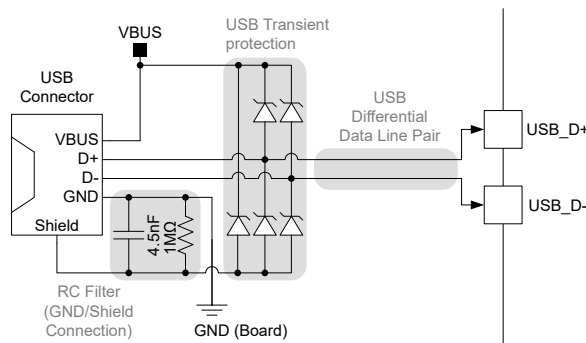 VBUS
USB Transient
protection
USB
Connector
VBUS
D+
D-
GND
Shield
4.5nF
1MΩ
RC Filter
(GND/Shield
Connection)
GND (Board)
USB
Differential
Data Line Pair
USB_D+
USB_D-